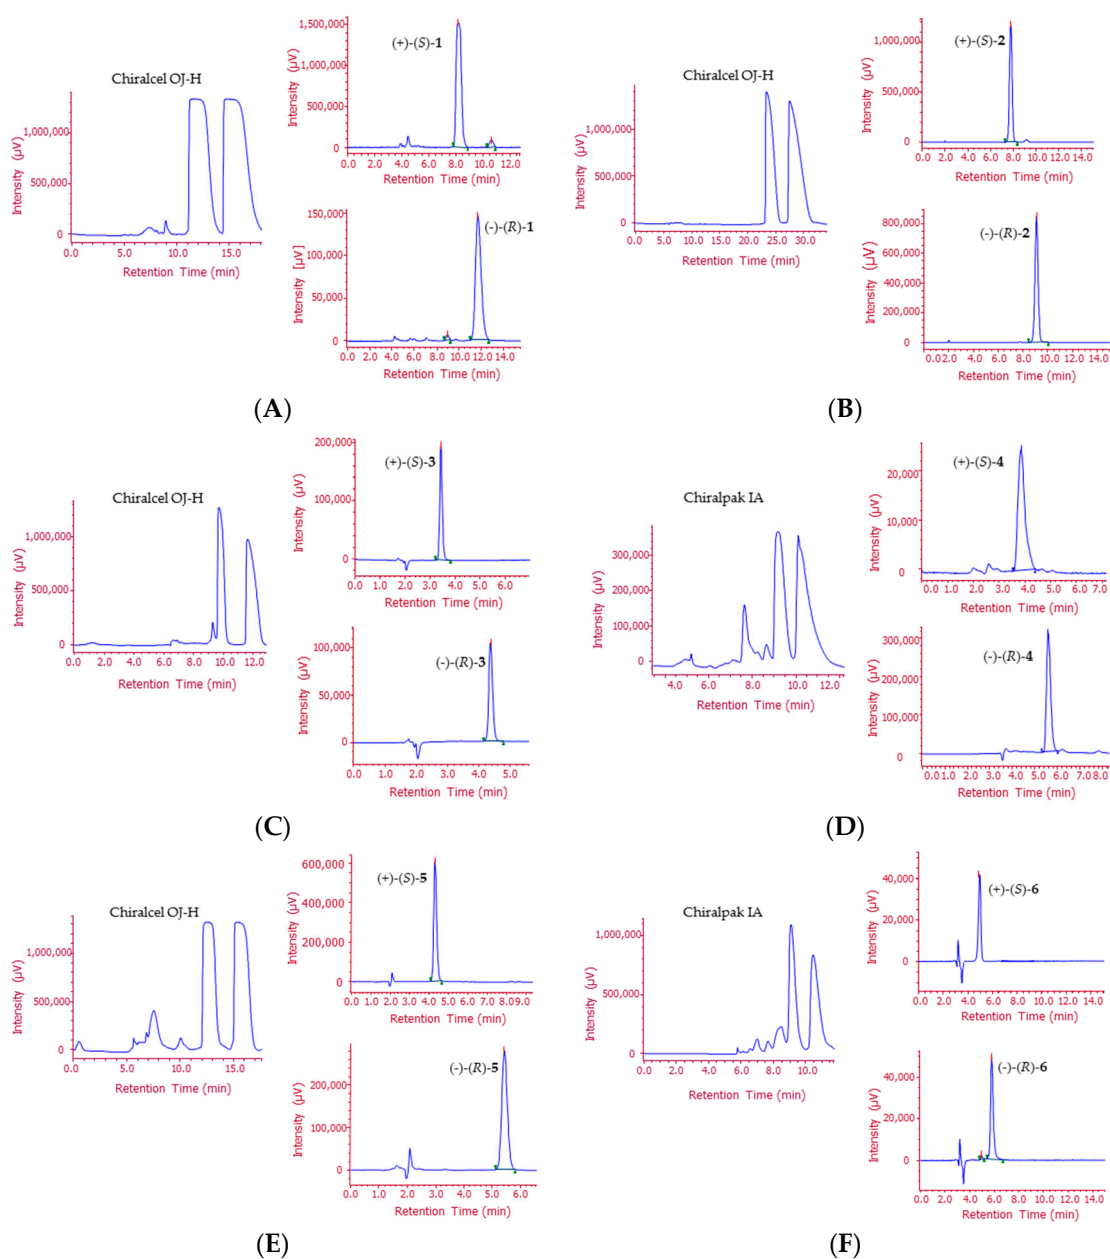 Chiralcel OJ-H
Intensity (µV)
1,000,000
500,000
0
0.0 5.0 10.0 15.0
Retention Time (min)
(+)-(S)-1
Intensity (µV)
1,500,000
1,000,000
500,000
0
0.0 2.0 4.0 6.0 8.0 10.0 12.0
Retention Time (min)
(-)-(R)-1
Intensity [µV]
150,000
100,000
50,000
0
0.0 2.0 4.0 6.0 8.0 10.0 12.0 14.0
Retention Time (min)
(A)
Chiralcel OJ-H
Intensity (µV)
1,000,000
500,000
0
0.0 5.0 10.0 15.0 20.0 25.0 30.0
Retention Time (min)
(+)-(S)-2
Intensity (µV)
1,000,000
500,000
0
0.0 2.0 4.0 6.0 8.0 10.0 12.0 14.0
Retention Time (min)
(-)-(R)-2
Intensity (µV)
800,000
600,000
400,000
200,000
0
0.0 2.0 4.0 6.0 8.0 10.0 12.0 14.0
Retention Time (min)
(B)
Chiralcel OJ-H
Intensity (µV)
1,000,000
500,000
0
0.0 2.0 4.0 6.0 8.0 10.0 12.0
Retention Time (min)
(+)-(S)-3
Intensity (µV)
200,000
100,000
0
0.0 1.0 2.0 3.0 4.0 5.0 6.0
Retention Time (min)
(-)-(R)-3
Intensity (µV)
100,000
50,000
0
0.0 1.0 2.0 3.0 4.0 5.0
Retention Time (min)
(C)
Chiralpak IA
Intensity (µV)
300,000
200,000
100,000
0
4.0 6.0 8.0 10.0 12.0
Retention Time (min)
(+)-(S)-4
Intensity (µV)
20,000
10,000
0
0.0 1.0 2.0 3.0 4.0 5.0 6.0 7.0
Retention Time (min)
(-)-(R)-4
Intensity (µV)
300,000
200,000
100,000
0
0.0 1.0 2.0 3.0 4.0 5.0 6.0 7.0 8.0
Retention Time (min)
(D)
Chiralcel OJ-H
Intensity (µV)
1,000,000
500,000
0
0.0 5.0 10.0 15.0
Retention Time (min)
(+)-(S)-5
Intensity (µV)
600,000
400,000
200,000
0
0.0 1.0 2.0 3.0 4.0 5.0 6.0 7.0 8.0 9.0
Retention Time (min)
(-)-(R)-5
Intensity (µV)
200,000
100,000
0
0.0 1.0 2.0 3.0 4.0 5.0 6.0
Retention Time (min)
(E)
Chiralpak IA
Intensity (µV)
1,000,000
500,000
0
0.0 2.0 4.0 6.0 8.0 10.0
Retention Time (min)
(+)-(S)-6
Intensity (µV)
40,000
20,000
0
0.0 2.0 4.0 6.0 8.0 10.0 12.0 14.0
Retention Time (min)
(-)-(R)-6
Intensity (µV)
40,000
20,000
0
0.0 2.0 4.0 6.0 8.0 10.0 12.0 14.0
Retention Time (min)
(F)